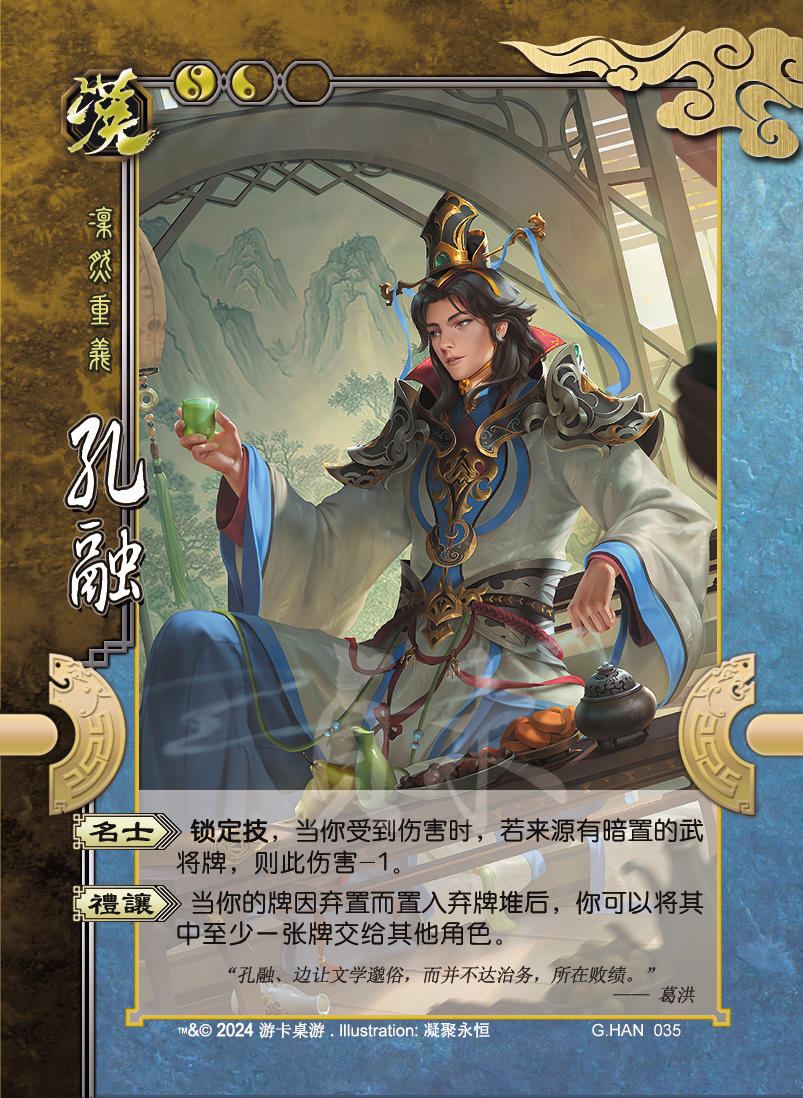 漢
凜然重義
孔融
名士 锁定技，当你受到伤害时，若来源有暗置的武
将牌，则此伤害-1。
禮讓 当你的牌因弃置而置入弃牌堆后，你可以将其
中至少一张牌交给其他角色。
“孔融、边让文学邈俗，而并不达治务，所在败绩。”
—— 葛洪
™&© 2024 游卡桌游 . Illustration: 凝聚永恒
G.HAN 035